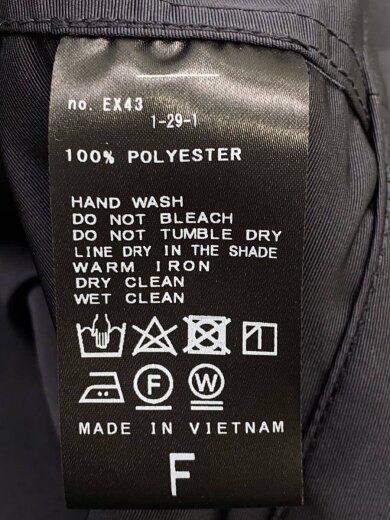 no. EX43
1-29-1
100% POLYESTER
HAND WASH
DO NOT BLEACH
DO NOT TUMBLE DRY
LINE DRY IN THE SHADE
WARM IRON
DRY CLEAN
WET CLEAN
F W
MADE IN VIETNAM
F